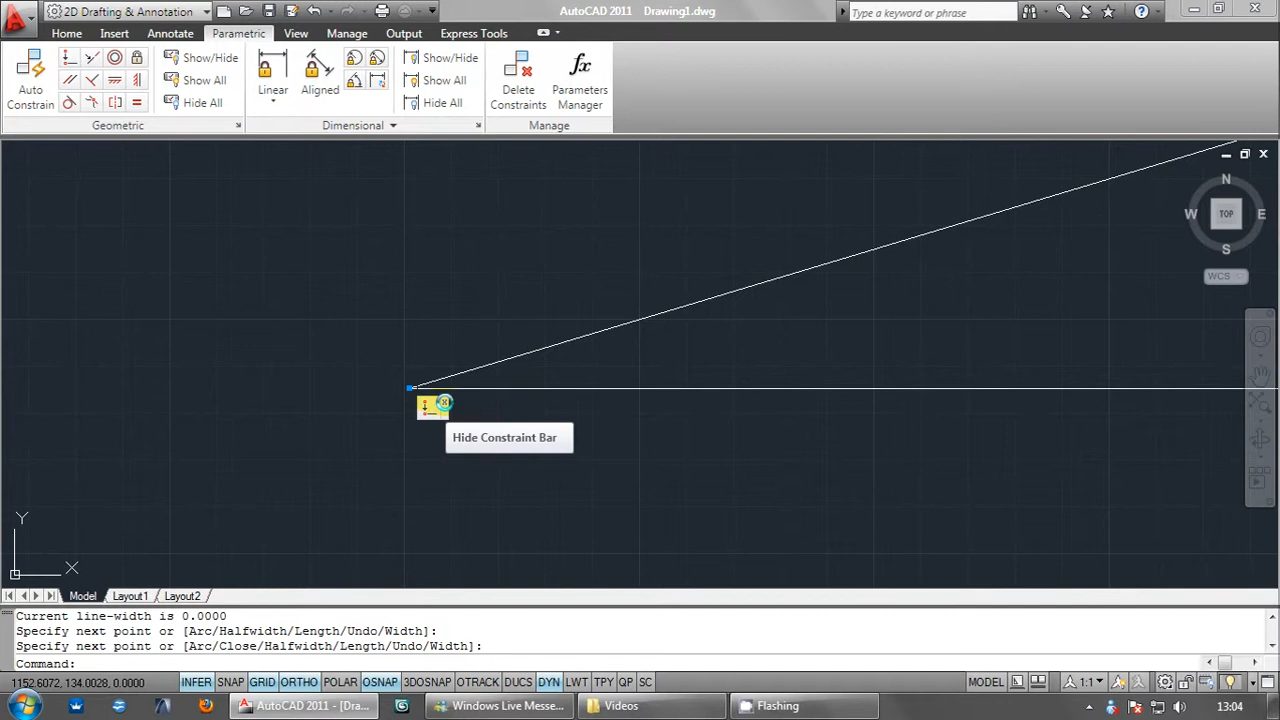 2D Drafting & Annotation
AutoCAD 2011 Drawing1.dwg
Type a keyword or phrase
Home Insert Annotate Parametric View Manage Output Express Tools
Auto Constrain
Show/Hide
Show All
Hide All
Linear
Aligned
Show/Hide
Show All
Hide All
Delete Constraints
fx
Parameters Manager
Geometric
Dimensional
Manage
N
W TOP E
S
WCS
Hide Constraint Bar
Y
X
Model Layout1 Layout2
Current line-width is 0.0000
Specify next point or [Arc/Halfwidth/Length/Undo/Width]:
Specify next point or [Arc/Close/Halfwidth/Length/Undo/Width]:
Command:
1152.6072, 134.0028, 0.0000 INFER SNAP GRID ORTHO POLAR OSNAP 3DOSNAP OTRACK DUCS DYN LWT TPY QP SC MODEL 1:1
AutoCAD 2011 - [Dra... Windows Live Messe... Videos Flashing 13:04